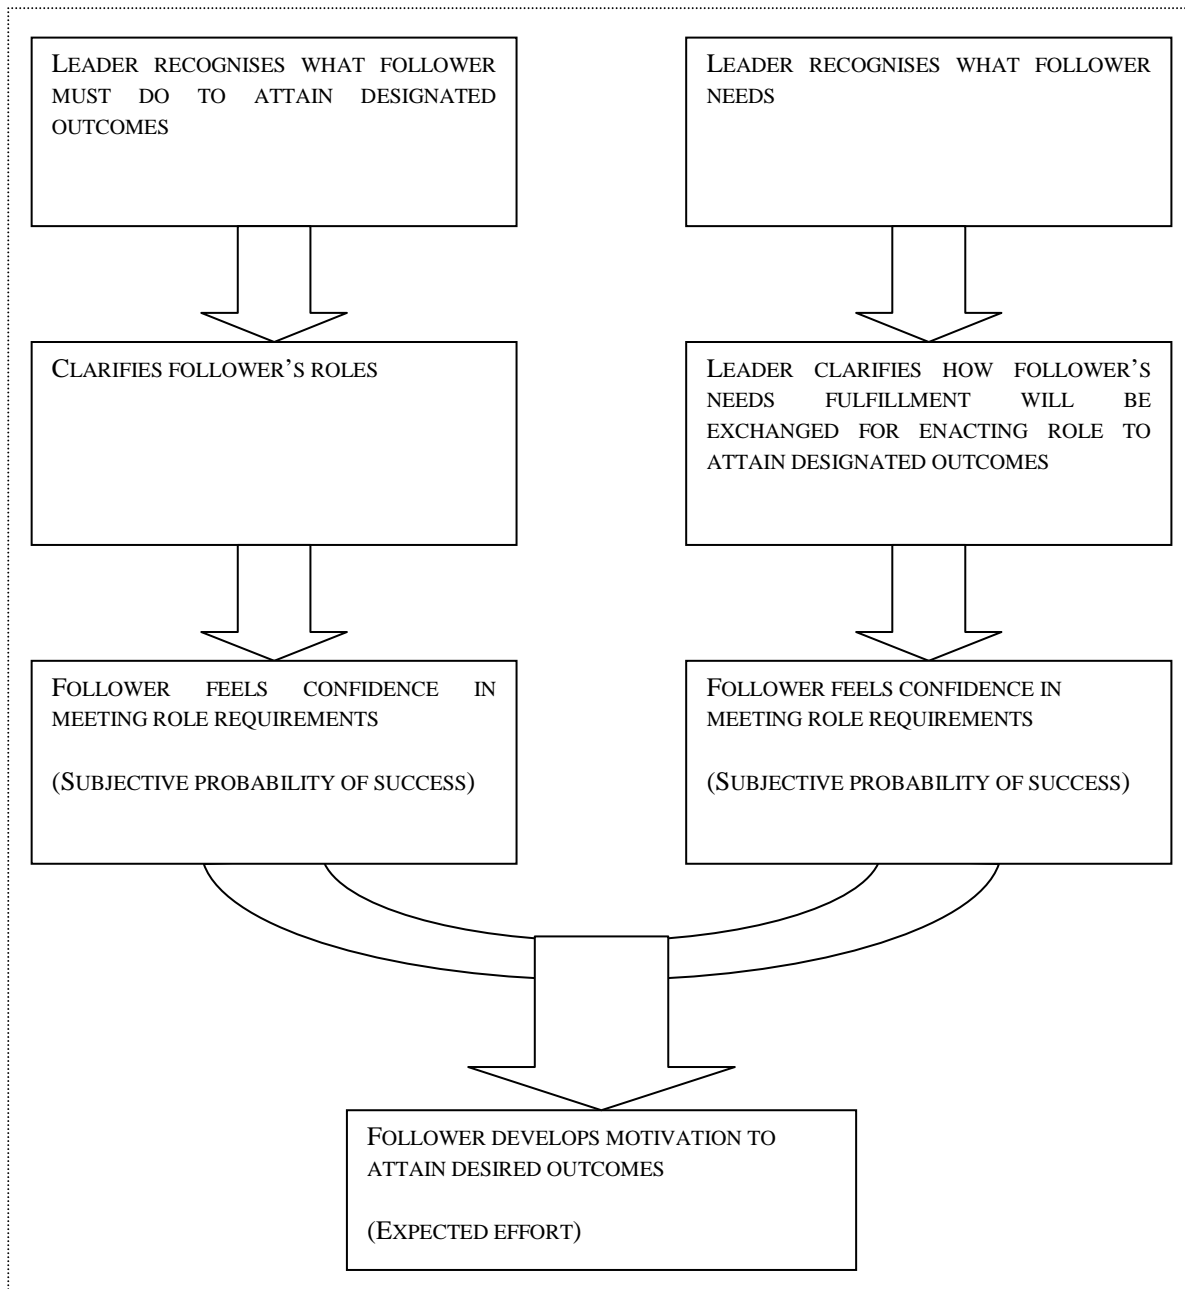 LEADER RECOGNISES WHAT FOLLOWER
MUST DO TO ATTAIN DESIGNATED
OUTCOMES
LEADER RECOGNISES WHAT FOLLOWER
NEEDS
CLARIFIES FOLLOWER’S ROLES
LEADER CLARIFIES HOW FOLLOWER’S
NEEDS FULFILLMENT WILL BE
EXCHANGED FOR ENACTING ROLE TO
ATTAIN DESIGNATED OUTCOMES
FOLLOWER FEELS CONFIDENCE IN
MEETING ROLE REQUIREMENTS
(SUBJECTIVE PROBABILITY OF SUCCESS)
FOLLOWER FEELS CONFIDENCE IN
MEETING ROLE REQUIREMENTS
(SUBJECTIVE PROBABILITY OF SUCCESS)
FOLLOWER DEVELOPS MOTIVATION TO
ATTAIN DESIRED OUTCOMES
(EXPECTED EFFORT)